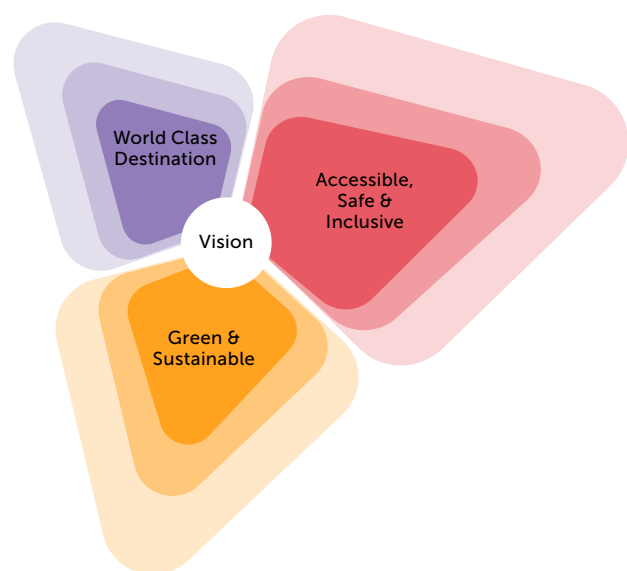 World Class
Destination
Accessible,
Safe &
Inclusive
Vision
Green &
Sustainable